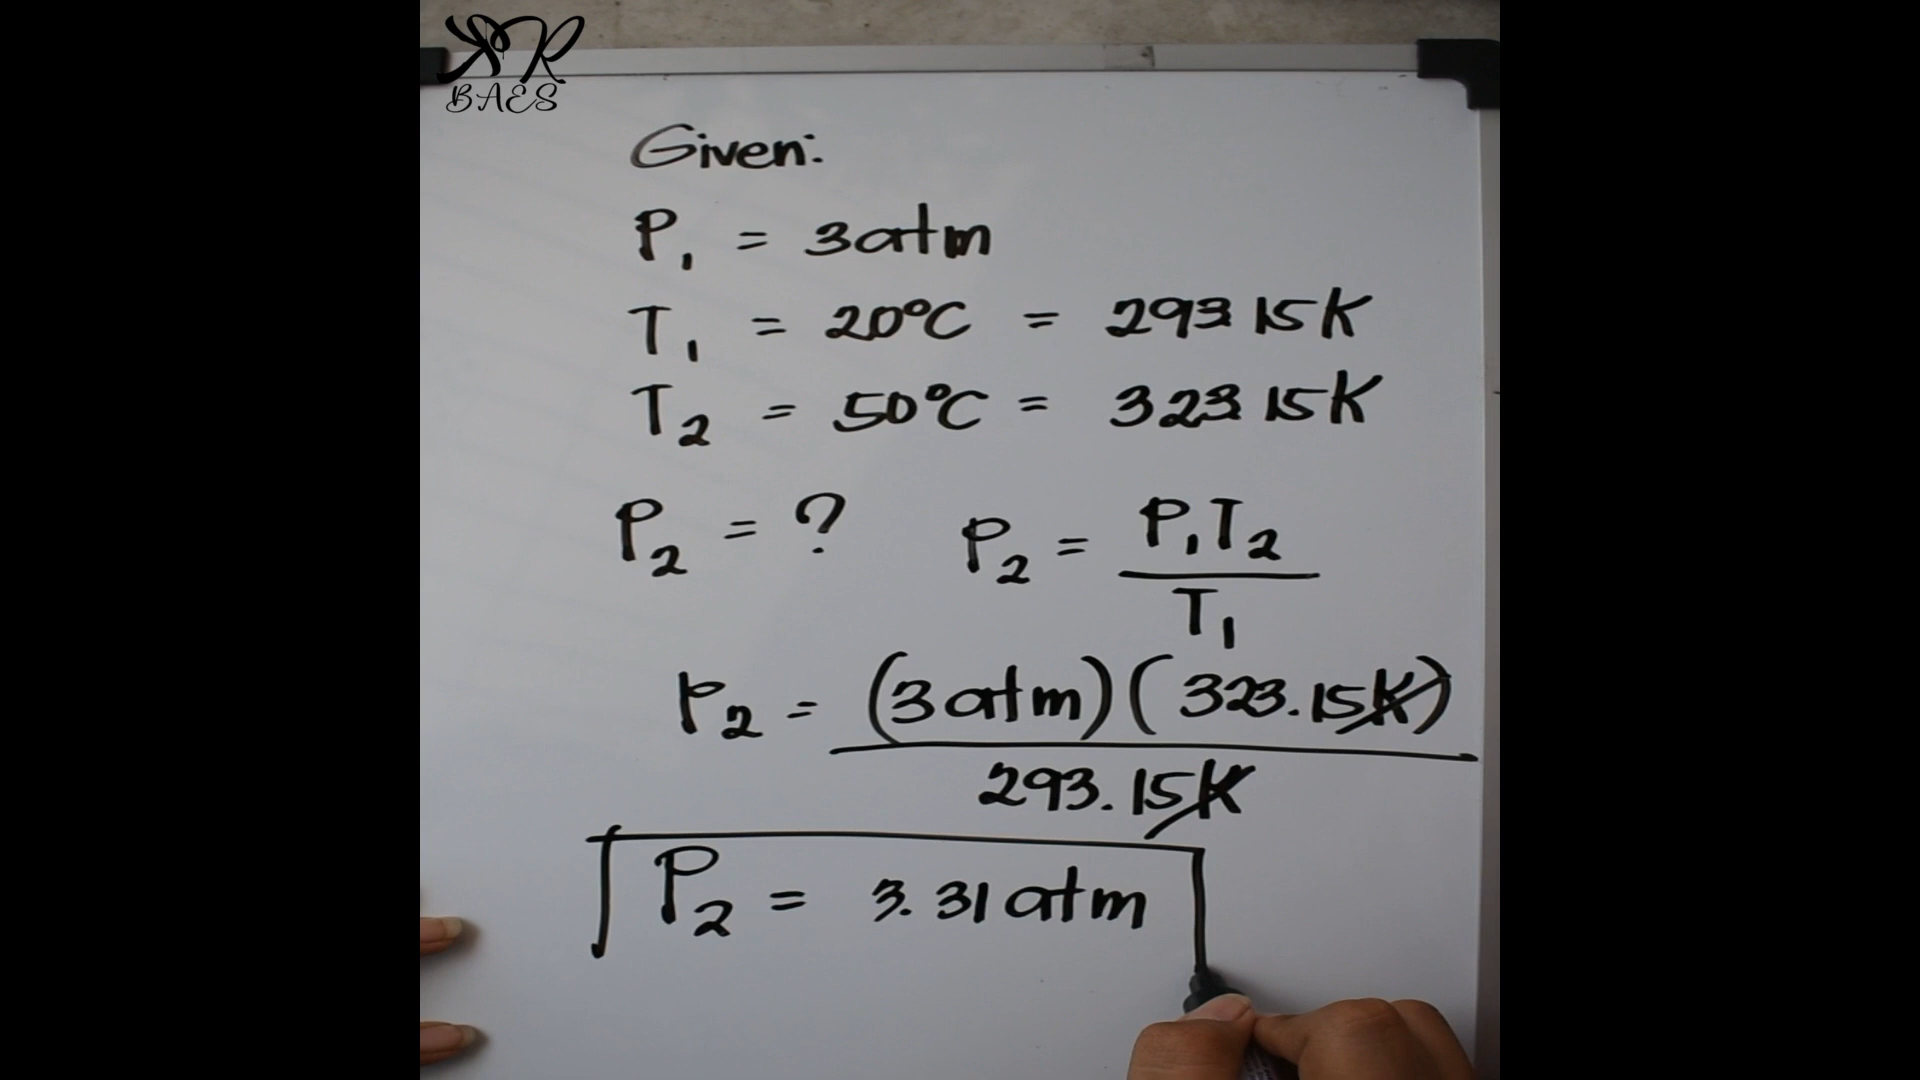 RR
BAES
Given:
P₁ = 3atm
T₁ = 20°C = 293 15K
T₂ = 50°C = 323 15K
P₂ = ? P₂ = P₁T₂ / T₁
P₂ = (3atm)(323.15K) / 293.15K
P₂ = 3.31atm